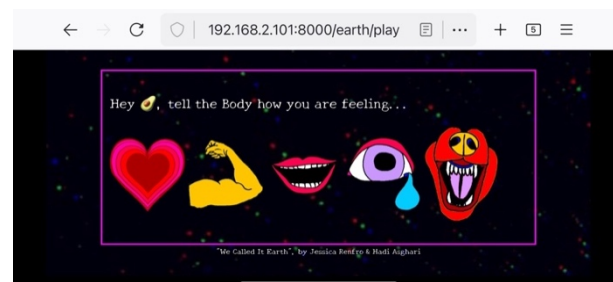 192.168.2.101:8000/earth/play
5
Hey 🥑, tell the Body how you are feeling...
"We Called It Earth", by Jessica Renfro & Hadi Asghari